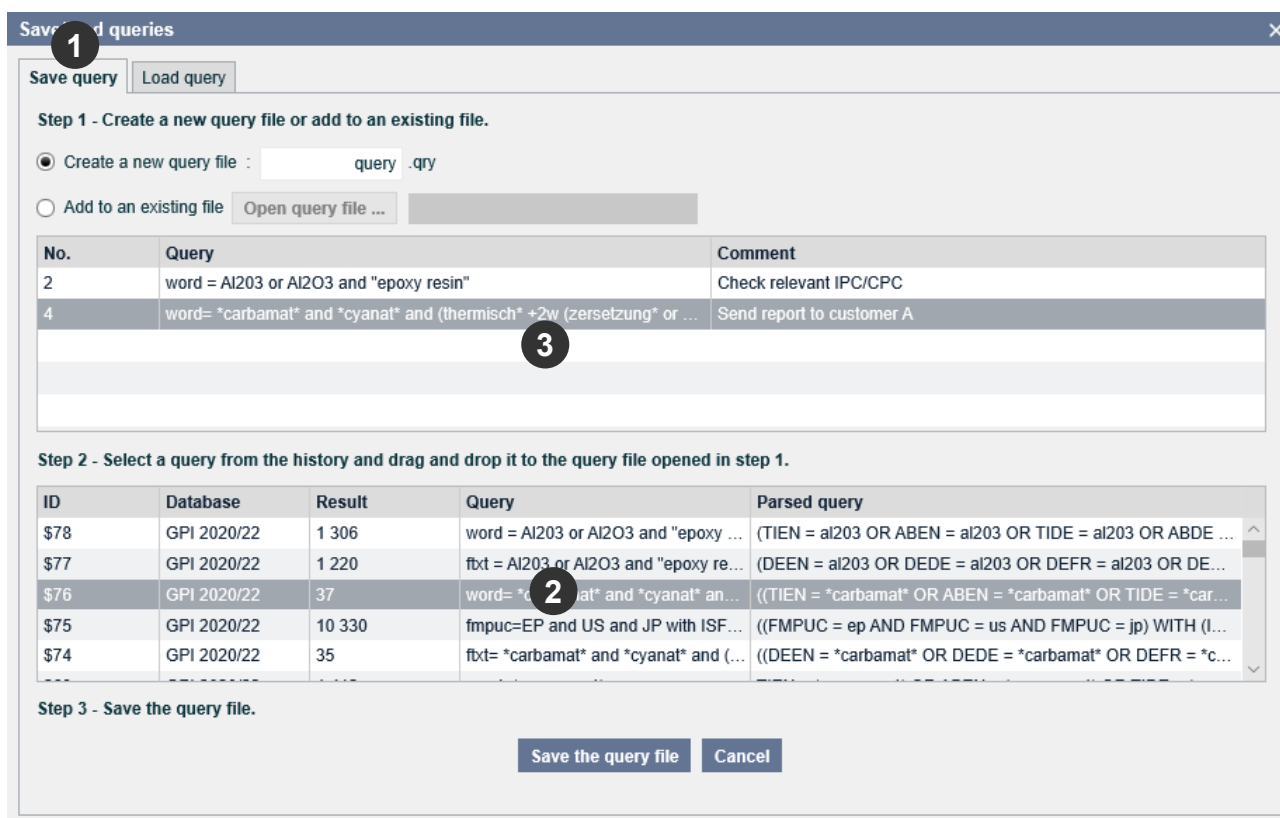 Save d queries
1
Save query Load query
Step 1 - Create a new query file or add to an existing file.
Create a new query file : query .qry
Add to an existing file Open query file ...
No. Query Comment
2 word = Al203 or Al2O3 and "epoxy resin" Check relevant IPC/CPC
4 word= *carbamat* and *cyanat* and (thermisch* +2w (zersetzung* or ... Send report to customer A
3
Step 2 - Select a query from the history and drag and drop it to the query file opened in step 1.
ID Database Result Query Parsed query
$78 GPI 2020/22 1 306 word = Al203 or Al2O3 and "epoxy ... (TIEN = al203 OR ABEN = al203 OR TIDE = al203 OR ABDE ...
$77 GPI 2020/22 1 220 ftxt = Al203 or Al2O3 and "epoxy re... (DEEN = al203 OR DEDE = al203 OR DEFR = al203 OR DE...
$76 GPI 2020/22 37 word= *c at* and *cyanat* an... ((TIEN = *carbamat* OR ABEN = *carbamat* OR TIDE = *car...
2
$75 GPI 2020/22 10 330 fmpuc=EP and US and JP with ISF... ((FMPUC = ep AND FMPUC = us AND FMPUC = jp) WITH (I...
$74 GPI 2020/22 35 ftxt= *carbamat* and *cyanat* and (... ((DEEN = *carbamat* OR DEDE = *carbamat* OR DEFR = *c...
Step 3 - Save the query file.
Save the query file Cancel